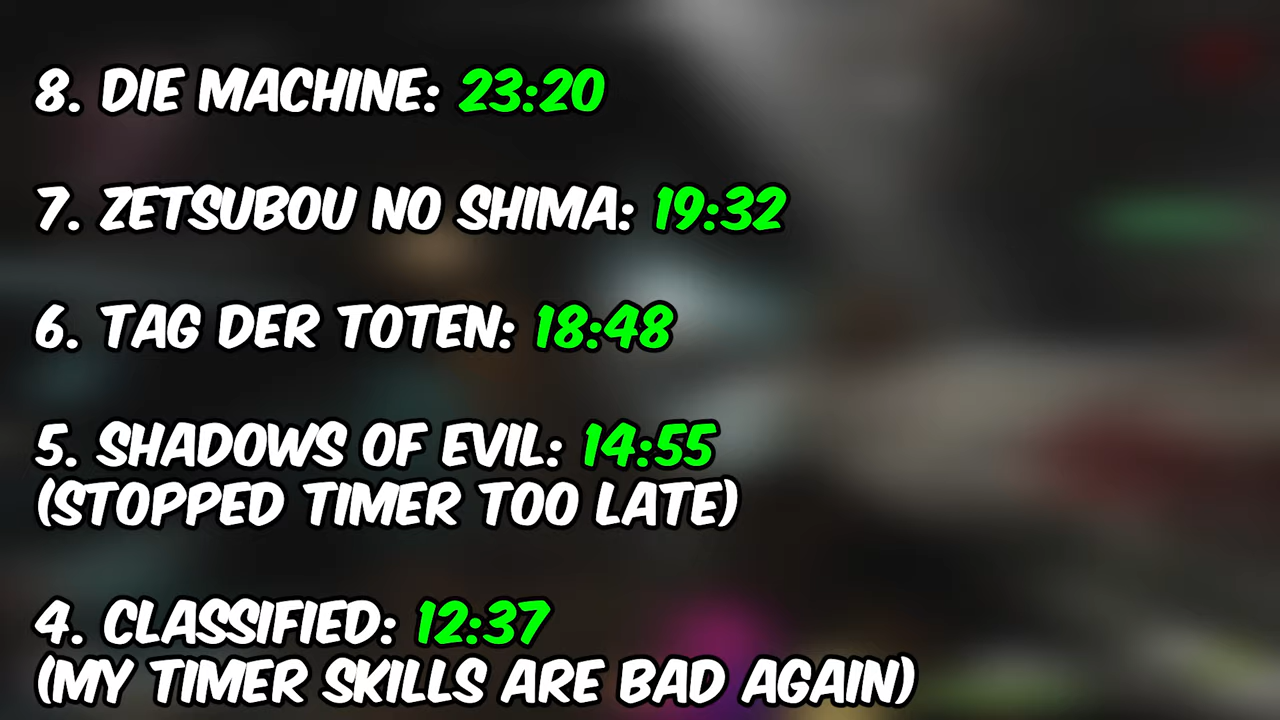 8. DIE MACHINE: 23:20
7. ZETSUBOU NO SHIMA: 19:32
6. TAG DER TOTEN: 18:48
5. SHADOWS OF EVIL: 14:55
(STOPPED TIMER TOO LATE)
4. CLASSIFIED: 12:37
(MY TIMER SKILLS ARE BAD AGAIN)